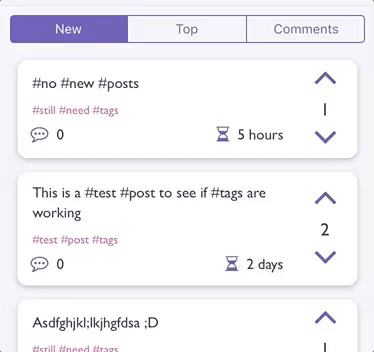 New Top Comments
#no #new #posts
#still #need #tags
0 5 hours
1
This is a #test #post to see if #tags are
working
#test #post #tags
0 2 days
2
Asdfghjkl;lkjhgfdsa ;D
#still #need #tags
1